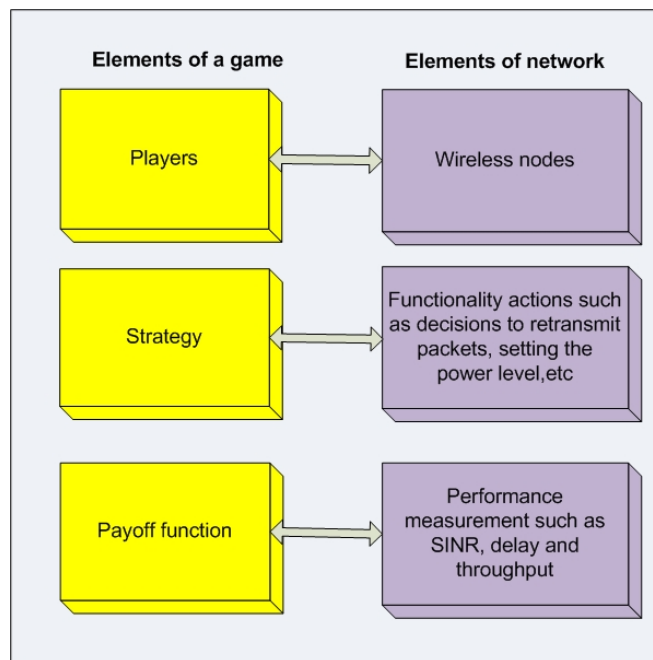 Elements of a game
Elements of network
Players
Wireless nodes
Strategy
Functionality actions such
as decisions to retransmit
packets, setting the
power level,etc
Payoff function
Performance
measurement such as
SINR, delay and
throughput